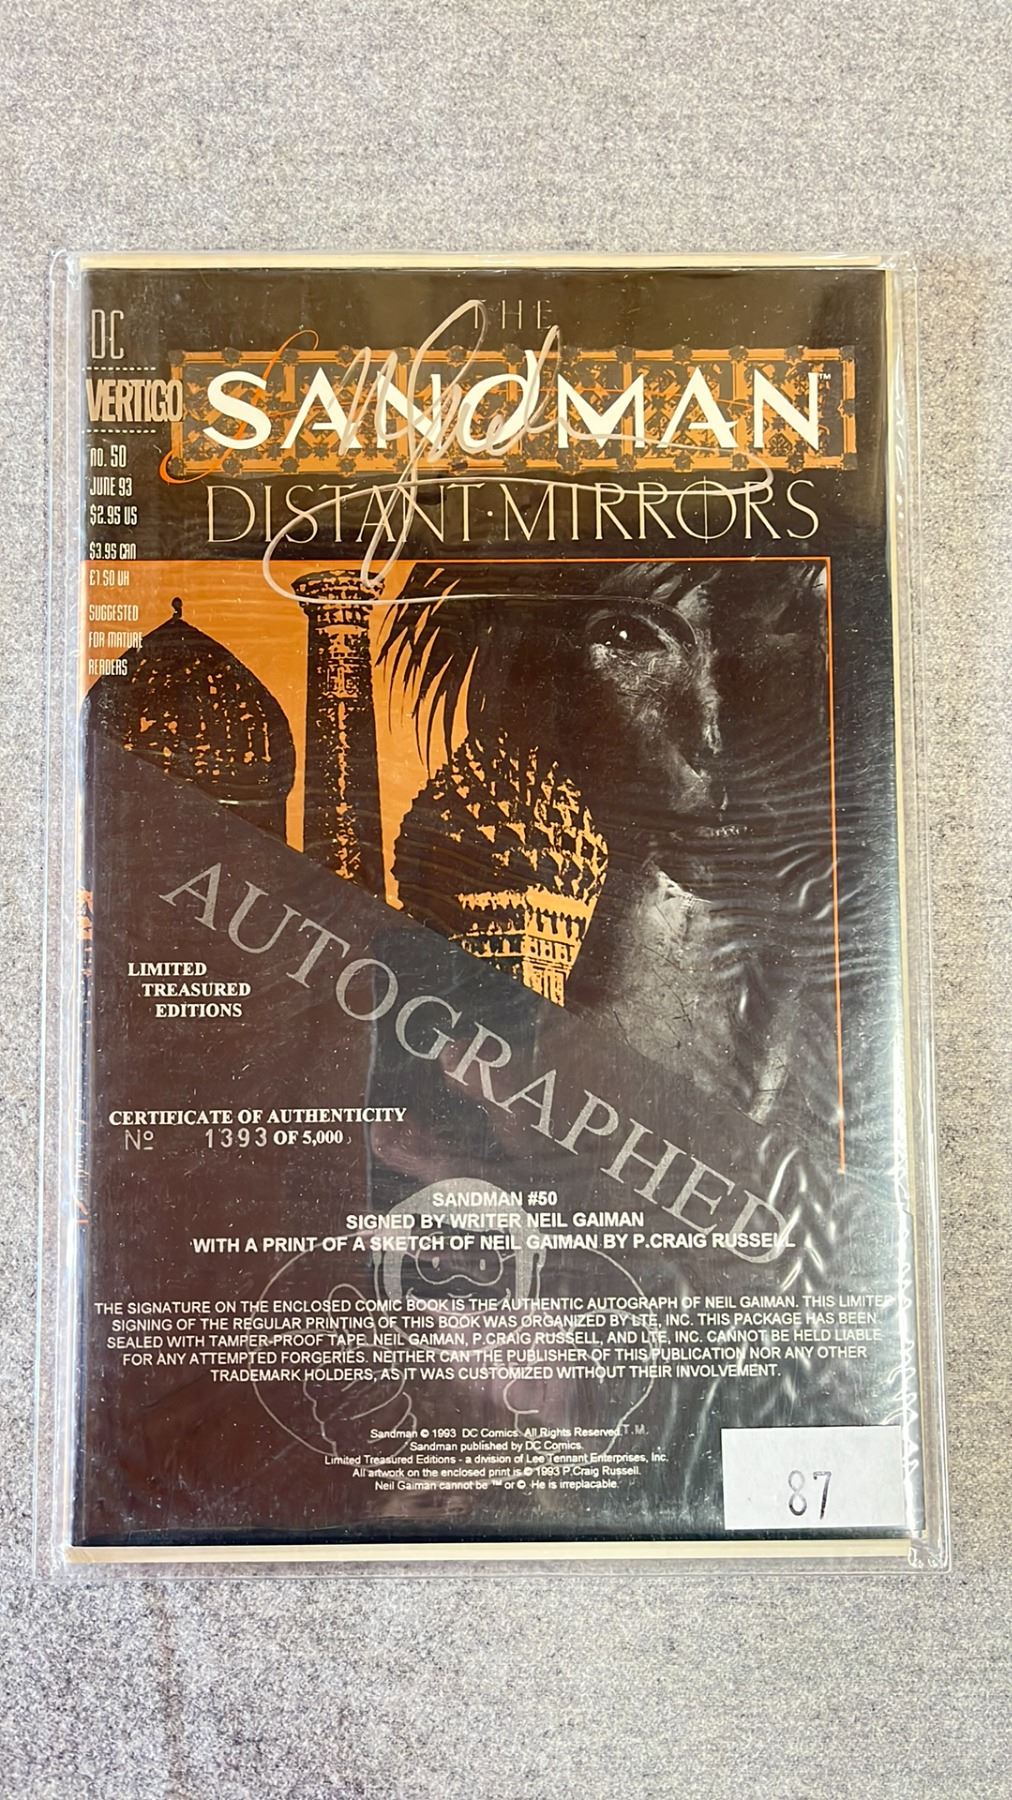 DC
VERTIGO
no. 50
JUNE 93
$2.95 US
$3.95 CAN
£1.50 UK
SUGGESTED
FOR MATURE
READERS
THE
SANDMAN™
DISTANT·MIRRORS
AUTOGRAPHED
LIMITED
TREASURED
EDITIONS
CERTIFICATE OF AUTHENTICITY
Nº 1393 OF 5,000
SANDMAN #50
SIGNED BY WRITER NEIL GAIMAN
WITH A PRINT OF A SKETCH OF NEIL GAIMAN BY P.CRAIG RUSSELL
THE SIGNATURE ON THE ENCLOSED COMIC BOOK IS THE AUTHENTIC AUTOGRAPH OF NEIL GAIMAN. THIS LIMITED
SIGNING OF THE REGULAR PRINTING OF THIS BOOK WAS ORGANIZED BY LTE, INC. THIS PACKAGE HAS BEEN
SEALED WITH TAMPER-PROOF TAPE. NEIL GAIMAN, P.CRAIG RUSSELL, AND LTE, INC. CANNOT BE HELD LIABLE
FOR ANY ATTEMPTED FORGERIES. NEITHER CAN THE PUBLISHER OF THIS PUBLICATION NOR ANY OTHER
TRADEMARK HOLDERS, AS IT WAS CUSTOMIZED WITHOUT THEIR INVOLVEMENT.
T.M.
Sandman © 1993 DC Comics. All Rights Reserved.
Sandman published by DC Comics.
Limited Treasured Editions - a division of Lee Tennant Enterprises, Inc.
All artwork on the enclosed print is © 1993 P.Craig Russell.
Neil Gaiman cannot be ™ or ©. He is irreplacable.
87